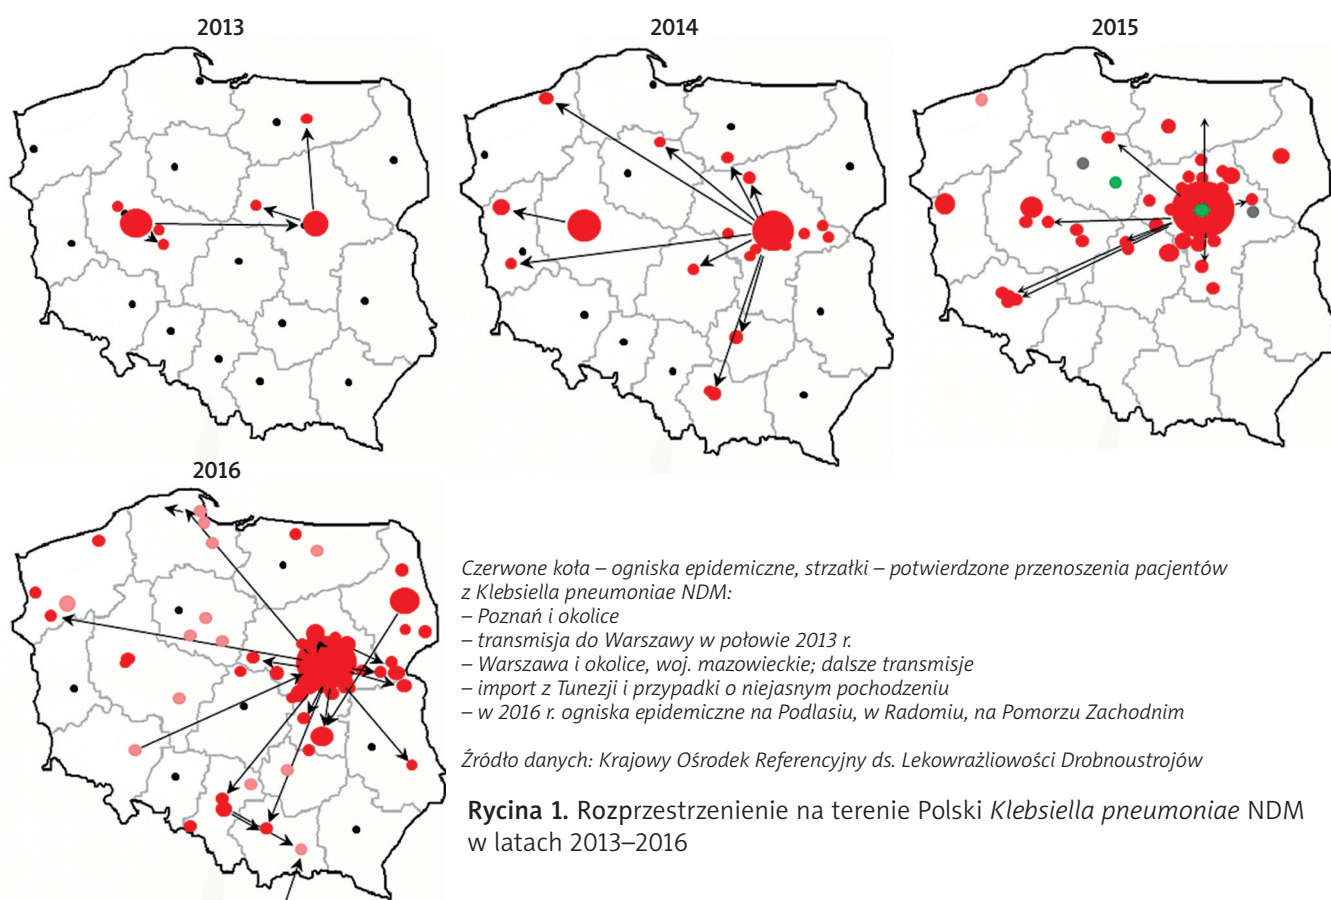 2013
2014
2015
2016
Czerwone koła – ogniska epidemiczne, strzałki – potwierdzone przenoszenia pacjentów
z Klebsiella pneumoniae NDM:
– Poznań i okolice
– transmisja do Warszawy w połowie 2013 r.
– Warszawa i okolice, woj. mazowieckie; dalsze transmisje
– import z Tunezji i przypadki o niejasnym pochodzeniu
– w 2016 r. ogniska epidemiczne na Podlasiu, w Radomiu, na Pomorzu Zachodnim
Źródło danych: Krajowy Ośrodek Referencyjny ds. Lekowrażliowości Drobnoustrojów
Rycina 1. Rozprzestrzenienie na terenie Polski Klebsiella pneumoniae NDM
w latach 2013–2016